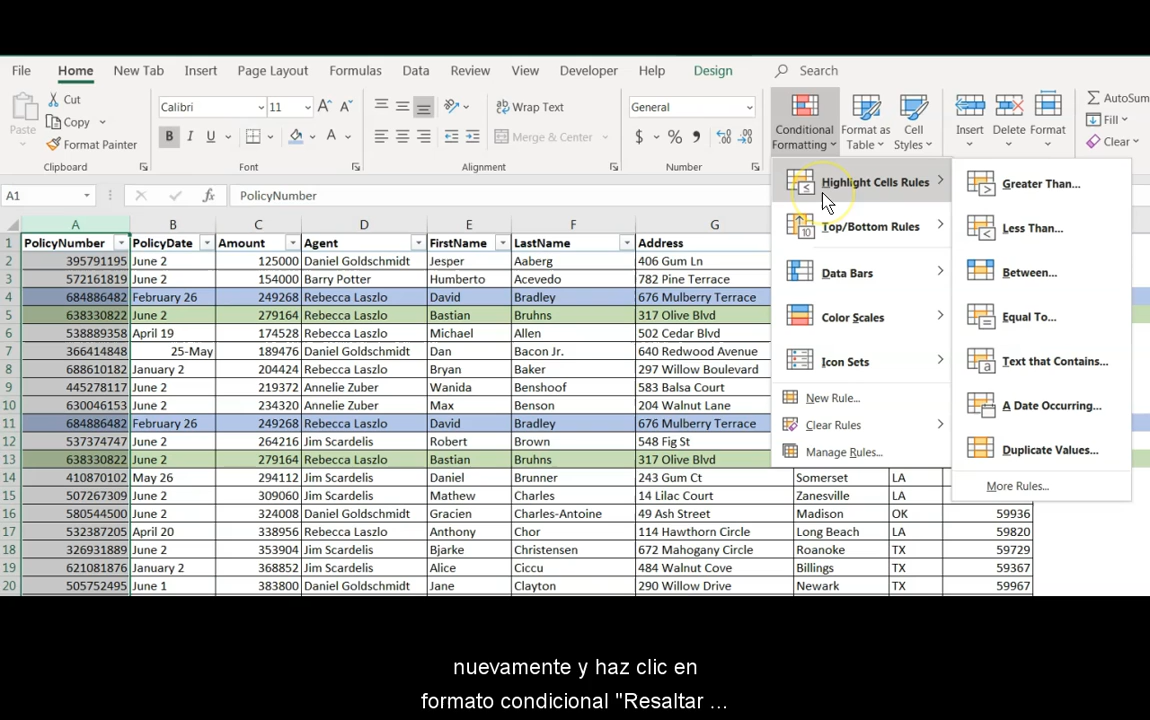 File Home New Tab Insert Page Layout Formulas Data Review View Developer Help Design Search
Paste Cut Copy Format Painter Clipboard
Calibri 11 A A B I U A Font
Wrap Text Merge & Center Alignment
General $ % , Number
Conditional Formatting Format as Table Cell Styles
Insert Delete Format
AutoSum Fill Clear
A1 fx PolicyNumber
A B C D E F G
1 PolicyNumber PolicyDate Amount Agent FirstName LastName Address
2 395791195 June 2 125000 Daniel Goldschmidt Jesper Aaberg 406 Gum Ln
3 572161819 June 2 154000 Barry Potter Humberto Acevedo 782 Pine Terrace
4 684886482 February 26 249268 Rebecca Laszlo David Bradley 676 Mulberry Terrace
5 638330822 June 2 279164 Rebecca Laszlo Bastian Bruhns 317 Olive Blvd
6 538889358 April 19 174528 Rebecca Laszlo Michael Allen 502 Cedar Blvd
7 366414848 25-May 189476 Daniel Goldschmidt Dan Bacon Jr. 640 Redwood Avenue
8 688610182 January 2 204424 Rebecca Laszlo Bryan Baker 297 Willow Boulevard
9 445278117 June 2 219372 Annelie Zuber Wanida Benshoof 583 Balsa Court
10 630046153 June 2 234320 Annelie Zuber Max Benson 204 Walnut Lane
11 684886482 February 26 249268 Rebecca Laszlo David Bradley 676 Mulberry Terrace
12 537374747 June 2 264216 Jim Scardelis Robert Brown 548 Fig St
13 638330822 June 2 279164 Rebecca Laszlo Bastian Bruhns 317 Olive Blvd
14 410870102 May 26 294112 Jim Scardelis Daniel Brunner 243 Gum Ct Somerset LA
15 507267309 June 2 309060 Jim Scardelis Mathew Charles 14 Lilac Court Zanesville LA
16 580544500 June 2 324008 Daniel Goldschmidt Gracien Charles-Antoine 49 Ash Street Madison OK 59936
17 532387205 April 20 338956 Rebecca Laszlo Anthony Chor 114 Hawthorn Circle Long Beach LA 59820
18 326931889 June 2 353904 Jim Scardelis Bjarke Christensen 672 Mahogany Circle Roanoke TX 59729
19 621081876 January 2 368852 Jim Scardelis Alice Ciccu 484 Walnut Cove Billings TX 59367
20 505752495 June 1 383800 Daniel Goldschmidt Jane Clayton 290 Willow Drive Newark TX 59967
Highlight Cells Rules
Top/Bottom Rules
Data Bars
Color Scales
Icon Sets
New Rule...
Clear Rules
Manage Rules...
Greater Than...
Less Than...
Between...
Equal To...
Text that Contains...
A Date Occurring...
Duplicate Values...
More Rules...
nuevamente y haz clic en
formato condicional "Resaltar ...